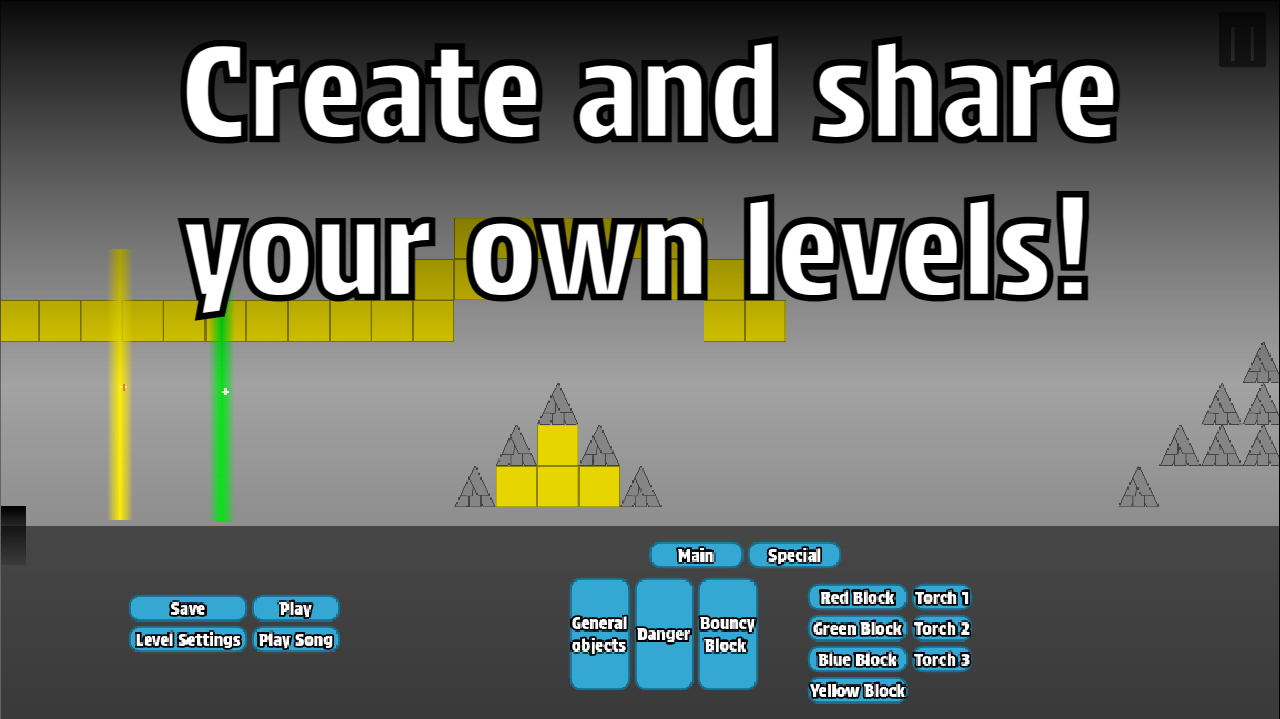 Create and share
your own levels!
Main Special
Save Play
Level Settings Play Song
General
objects
Danger
Bouncy
Block
Red Block Torch 1
Green Block Torch 2
Blue Block Torch 3
Yellow Block